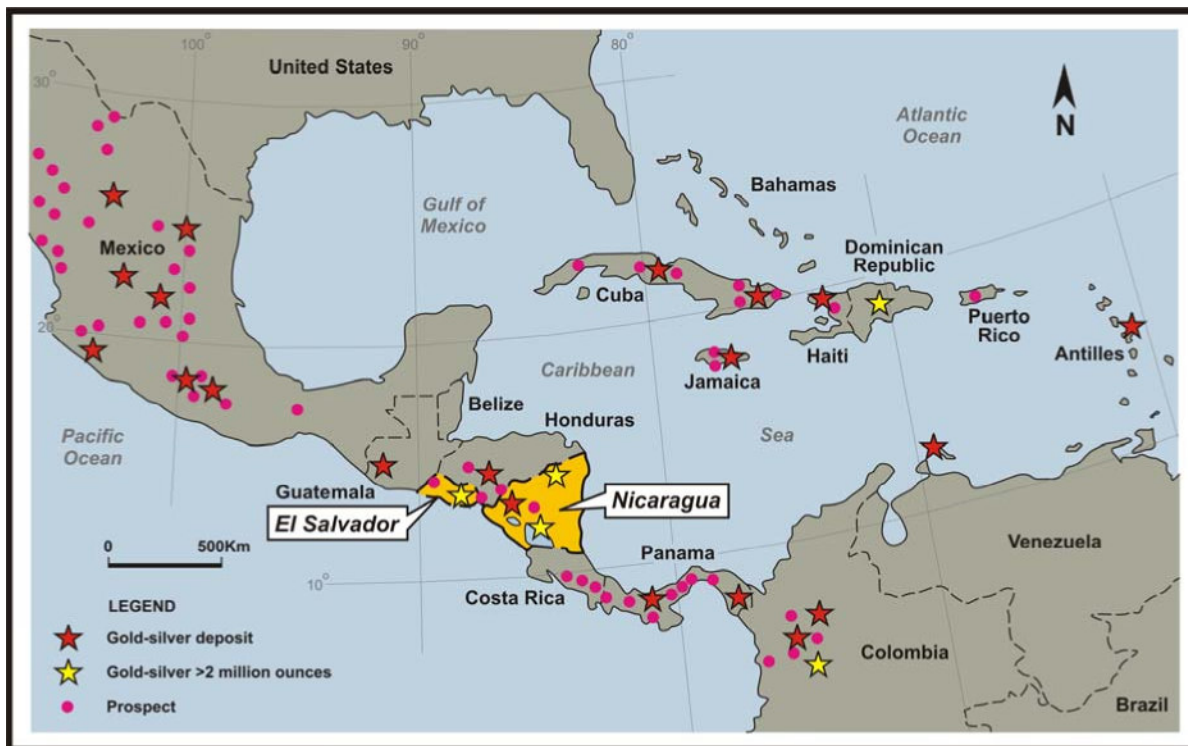 100°
90°
80°
United States
30°
Atlantic
Ocean
N
Bahamas
Gulf of
Mexico
Mexico
Dominican
Republic
Cuba
Puerto
Rico
20°
Haiti
Antilles
Caribbean
Jamaica
Belize
Honduras
Pacific
Ocean
Sea
Guatemala
El Salvador
Nicaragua
0 500Km
Panama
Venezuela
10°
Costa Rica
LEGEND
Gold-silver deposit
Colombia
Gold-silver >2 million ounces
Prospect
Brazil